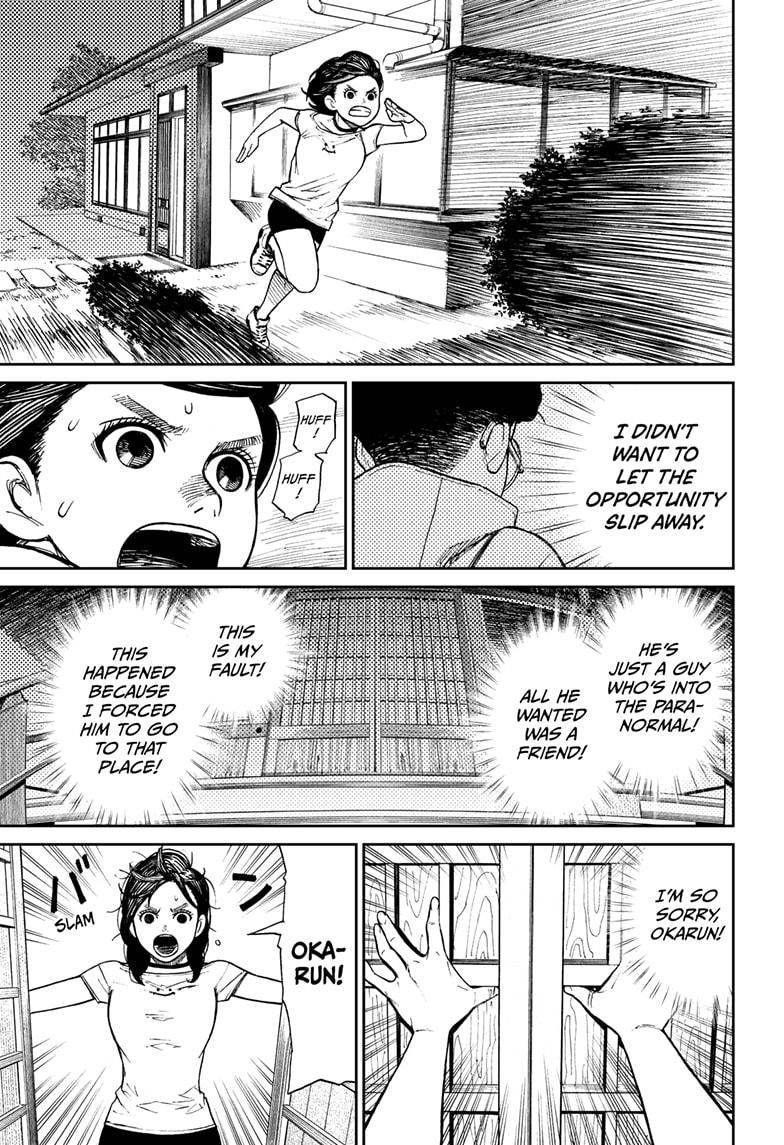 I DIDN'T
WANT TO
LET THE
OPPORTUNITY
SLIP AWAY.
HUFF
!
HUFF
!
HE'S
JUST A GUY
WHO'S INTO
THE PARA-
NORMAL!
ALL HE
WANTED
WAS A
FRIEND!
THIS
IS MY
FAULT!
THIS
HAPPENED
BECAUSE
I FORCED
HIM TO GO
TO THAT
PLACE!
I'M SO
SORRY,
OKARUN!
OKA-
RUN!
SLAM